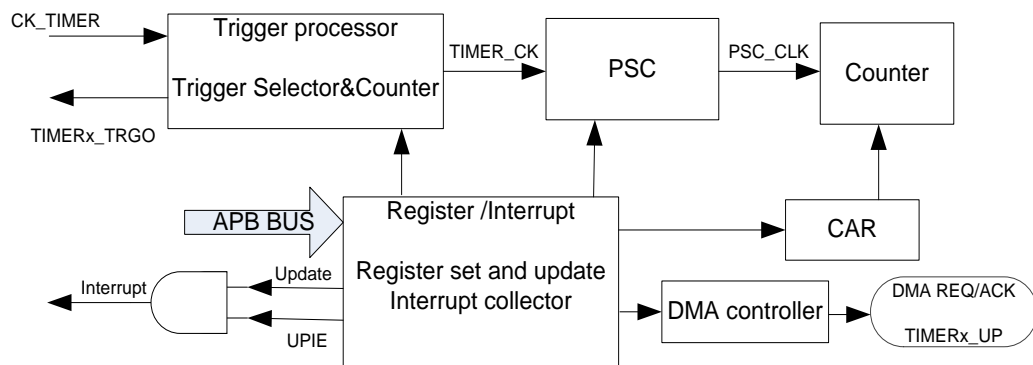 CK_TIMER
Trigger processor
Trigger Selector&Counter
TIMERx_TRGO
TIMER_CK
PSC
PSC_CLK
Counter
APB BUS
Register /Interrupt
Register set and update
Interrupt collector
CAR
Interrupt
Update
UPIE
DMA controller
DMA REQ/ACK
TIMERx_UP